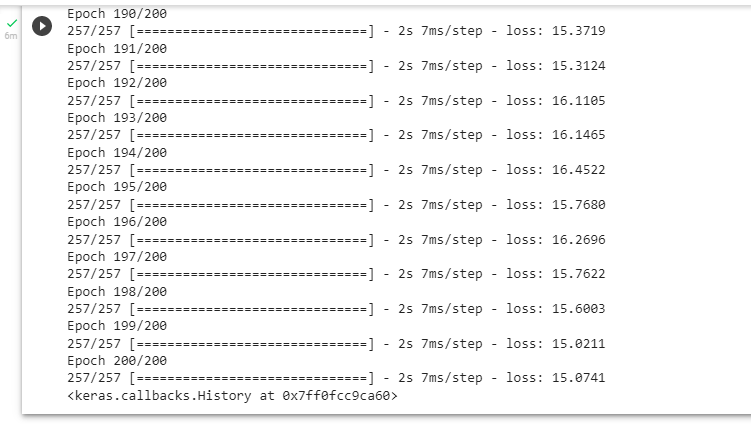 Epoch 190/200
257/257 [==============================] - 2s 7ms/step - loss: 15.3719
Epoch 191/200
257/257 [==============================] - 2s 7ms/step - loss: 15.3124
Epoch 192/200
257/257 [==============================] - 2s 7ms/step - loss: 16.1105
Epoch 193/200
257/257 [==============================] - 2s 7ms/step - loss: 16.1465
Epoch 194/200
257/257 [==============================] - 2s 7ms/step - loss: 16.4522
Epoch 195/200
257/257 [==============================] - 2s 7ms/step - loss: 15.7680
Epoch 196/200
257/257 [==============================] - 2s 7ms/step - loss: 16.2696
Epoch 197/200
257/257 [==============================] - 2s 7ms/step - loss: 15.7622
Epoch 198/200
257/257 [==============================] - 2s 7ms/step - loss: 15.6003
Epoch 199/200
257/257 [==============================] - 2s 7ms/step - loss: 15.0211
Epoch 200/200
257/257 [==============================] - 2s 7ms/step - loss: 15.0741
<keras.callbacks.History at 0x7ff0fcc9ca60>
6m